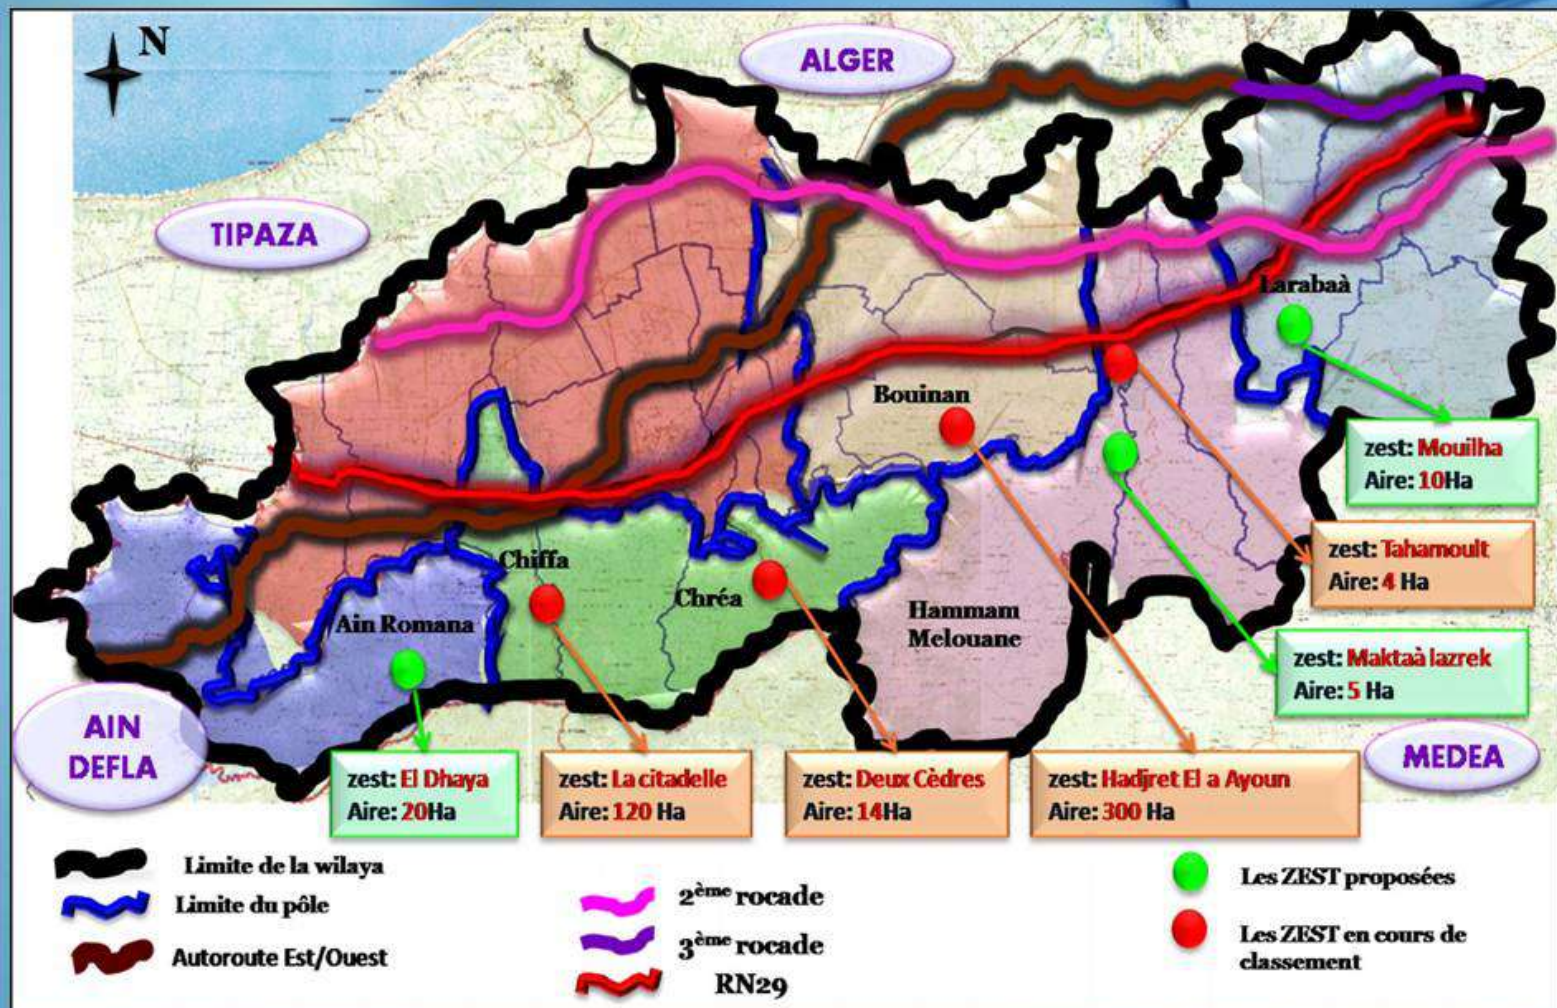 N
ALGER
TIPAZA
Larabaà
Bouinan
zest: Mouilha
Aire: 10Ha
zest: Tahamoult
Aire: 4 Ha
Chiffa
Chréa
Ain Romana
Hammam
Melouane
zest: Maktaà lazrek
Aire: 5 Ha
AIN
DEFLA
MEDEA
zest: El Dhaya
Aire: 20Ha
zest: La citadelle
Aire: 120 Ha
zest: Deux Cèdres
Aire: 14Ha
zest: Hadjret El a Ayoun
Aire: 300 Ha
Limite de la wilaya
Limite du pôle
Autoroute Est/Ouest
2ème rocade
3ème rocade
RN29
Les ZEST proposées
Les ZEST en cours de
classement